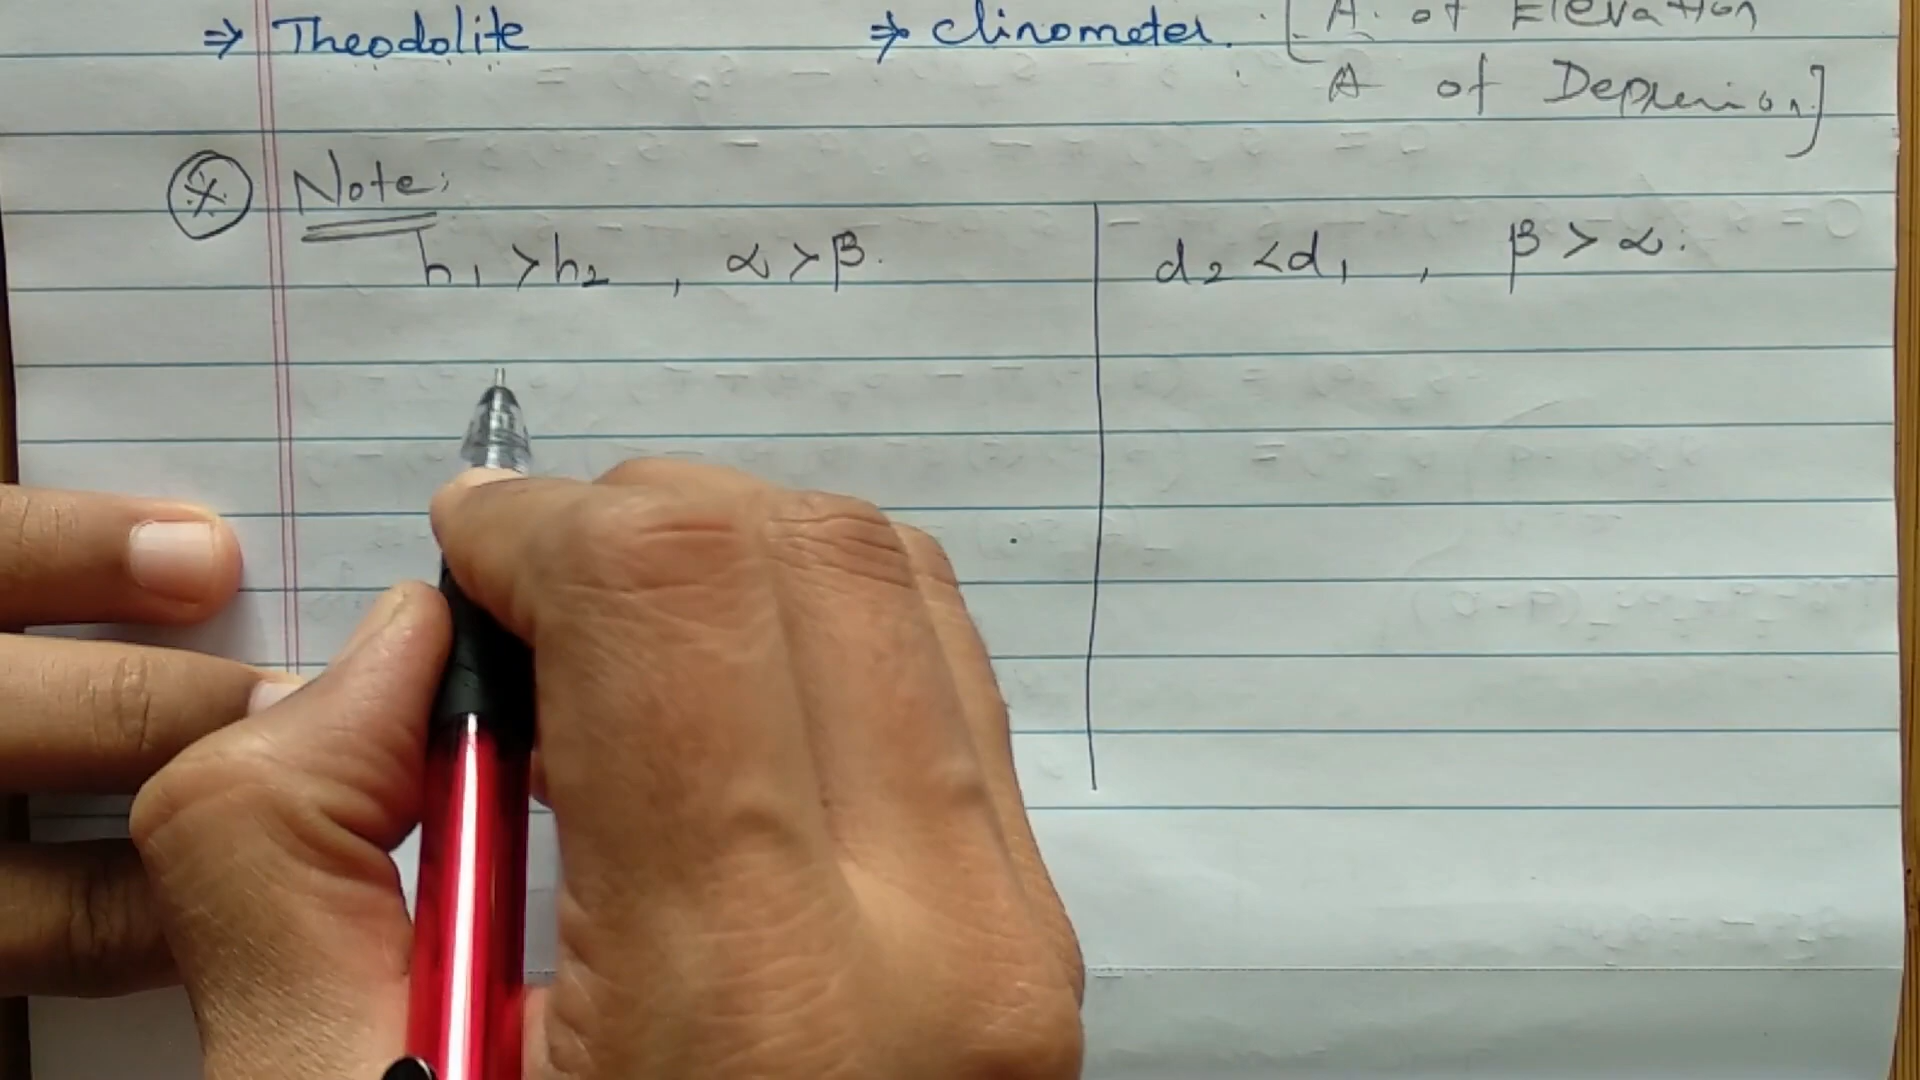 ⇒ Theodolite ⇒ Clinometer. [A. of Elevation
A of Depression]
* Note:
h₁ > h₂ , α > β. d₂ < d₁ , β > α.